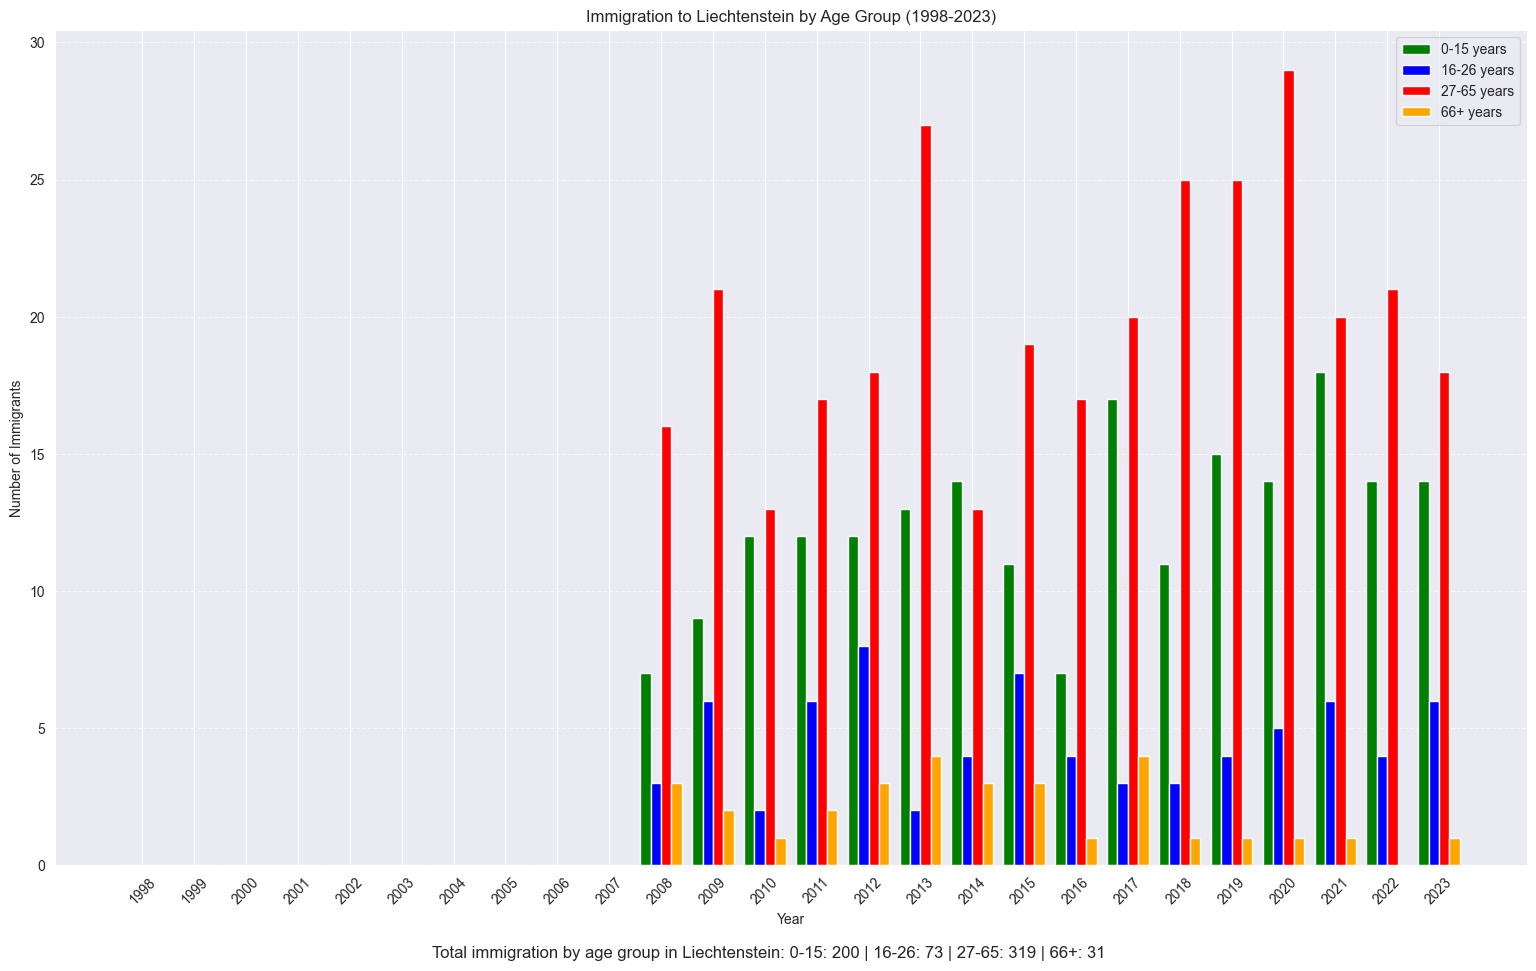 Immigration to Liechtenstein by Age Group (1998-2023)
0-15 years
16-26 years
27-65 years
66+ years
Number of Immigrants
30
25
20
15
10
5
0
1998 1999 2000 2001 2002 2003 2004 2005 2006 2007 2008 2009 2010 2011 2012 2013 2014 2015 2016 2017 2018 2019 2020 2021 2022 2023
Year
Total immigration by age group in Liechtenstein: 0-15: 200 | 16-26: 73 | 27-65: 319 | 66+: 31